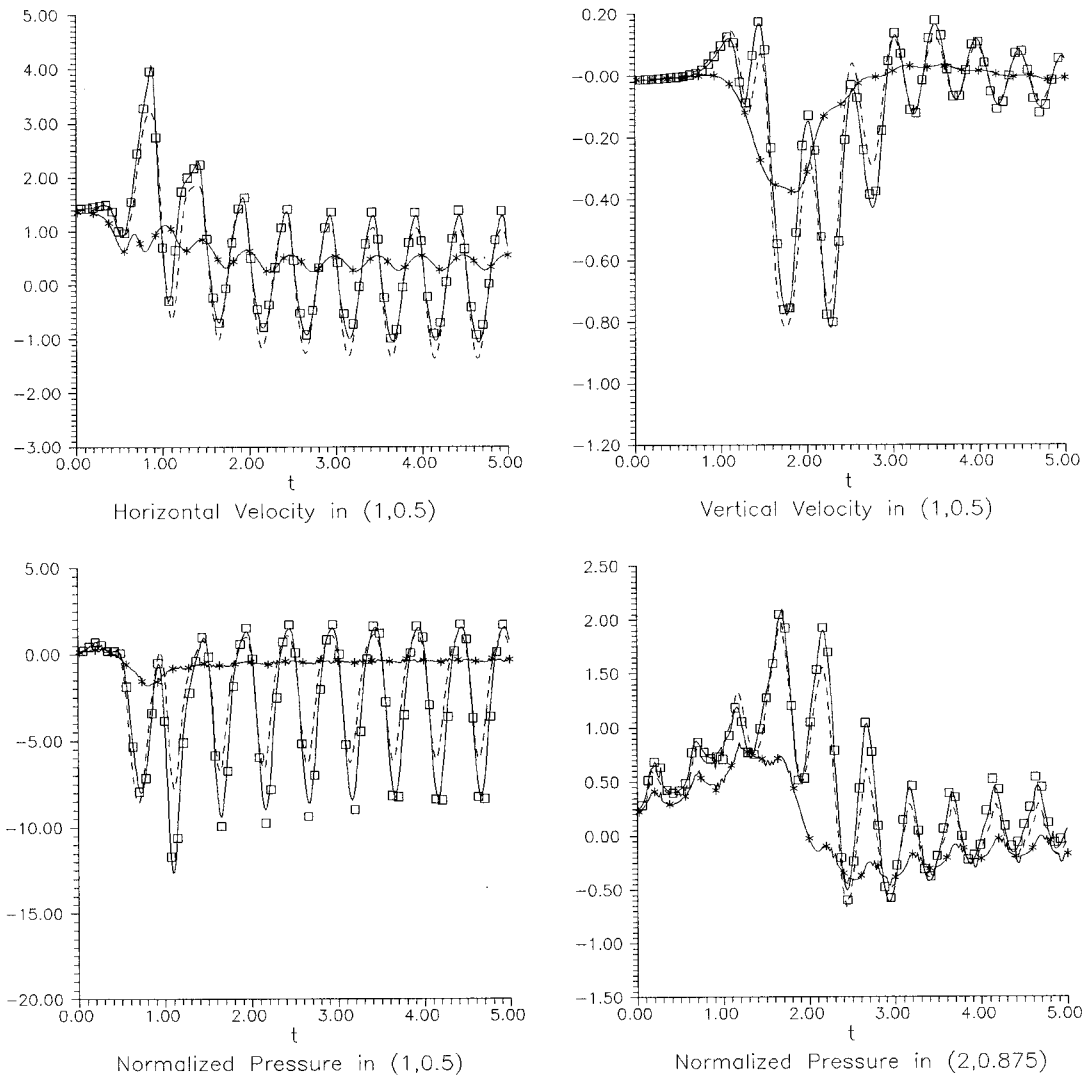 5.00
4.00
3.00
2.00
1.00
0.00
−1.00
−2.00
−3.00
0.00 1.00 2.00 3.00 4.00 5.00
t
Horizontal Velocity in (1,0.5)
0.20
−0.00
−0.20
−0.40
−0.60
−0.80
−1.00
−1.20
0.00 1.00 2.00 3.00 4.00 5.00
t
Vertical Velocity in (1,0.5)
5.00
0.00
−5.00
−10.00
−15.00
−20.00
0.00 1.00 2.00 3.00 4.00 5.00
t
Normalized Pressure in (1,0.5)
2.50
2.00
1.50
1.00
0.50
0.00
−0.50
−1.00
−1.50
0.00 1.00 2.00 3.00 4.00 5.00
t
Normalized Pressure in (2,0.875)